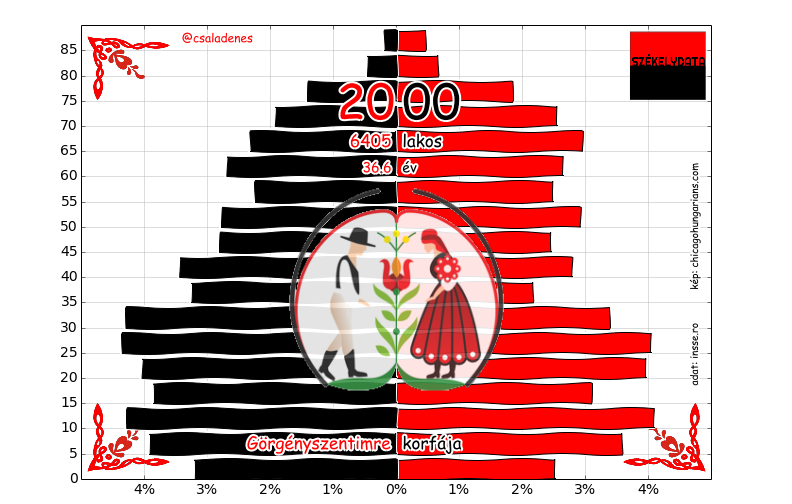 @csaladenes
SZÉKELYDATA
2000
6405 lakos
36.6 év
kép: chicagohungarians.com
adat: insse.ro
Görgényszentimre korfája
85
80
75
70
65
60
55
50
45
40
35
30
25
20
15
10
5
0
4% 3% 2% 1% 0% 1% 2% 3% 4%